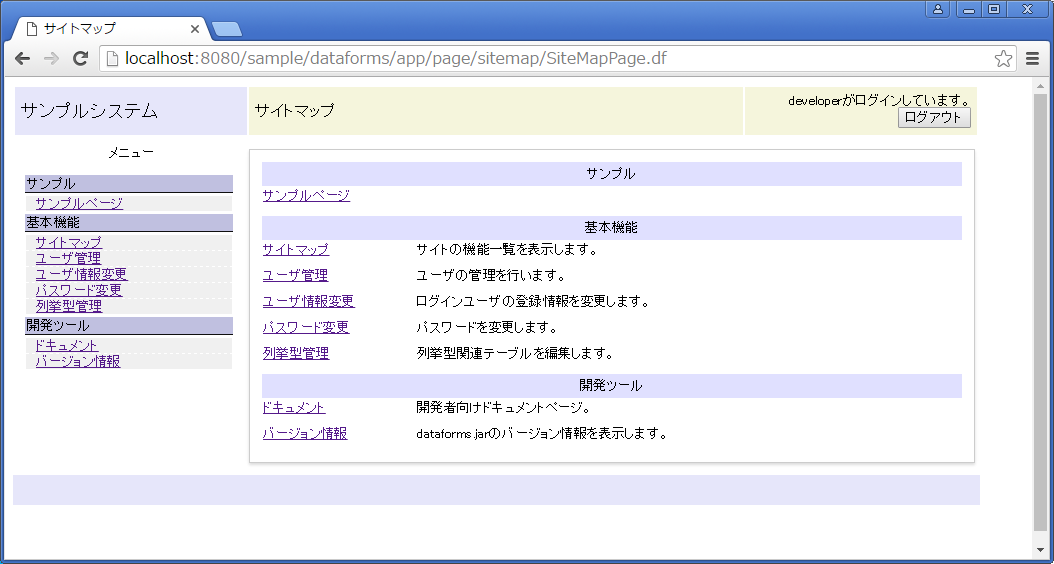 サイトマップ
localhost:8080/sample/dataforms/app/page/sitemap/SiteMapPage.df
サンプルシステム
サイトマップ
developerがログインしています。
ログアウト
メニュー
サンプル
サンプルページ
基本機能
サイトマップ
ユーザ管理
ユーザ情報変更
パスワード変更
列挙型管理
開発ツール
ドキュメント
バージョン情報
サンプル
サンプルページ
基本機能
サイトマップ サイトの機能一覧を表示します。
ユーザ管理 ユーザの管理を行います。
ユーザ情報変更 ログインユーザの登録情報を変更します。
パスワード変更 パスワードを変更します。
列挙型管理 列挙型関連テーブルを編集します。
開発ツール
ドキュメント 開発者向けドキュメントページ。
バージョン情報 dataforms.jarのバージョン情報を表示します。